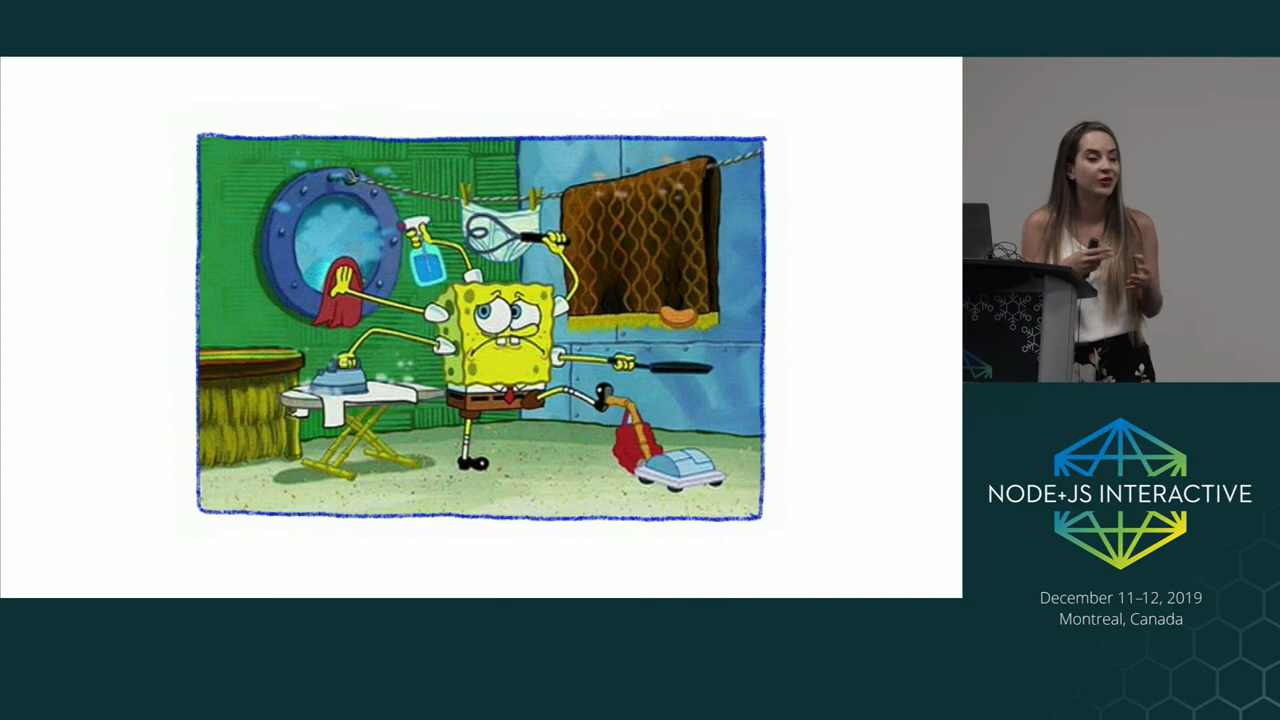 NODE+JS INTERACTIVE
December 11–12, 2019
Montreal, Canada